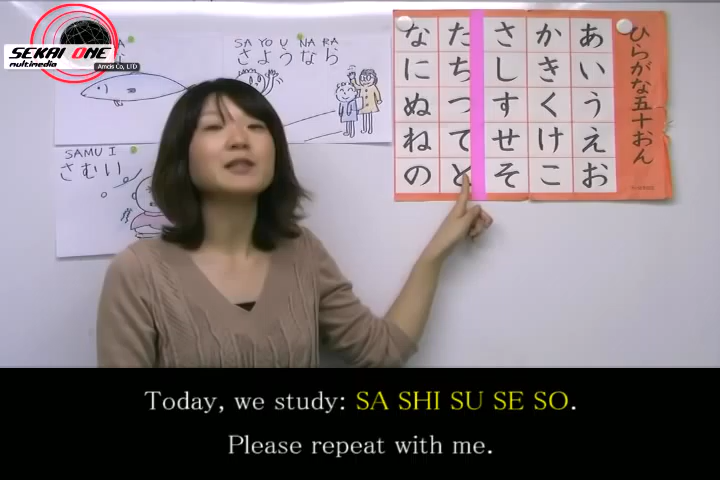 SEKAI ONE
multimedia
Amcis Co., LTD
SA YO U NA RA
さようなら
SAMU I
さむい
ひらがな五十おん
あ い う え お
か き く け こ
さ し す せ そ
た ち つ て と
な に ぬ ね の
Today, we study: SA SHI SU SE SO.
Please repeat with me.